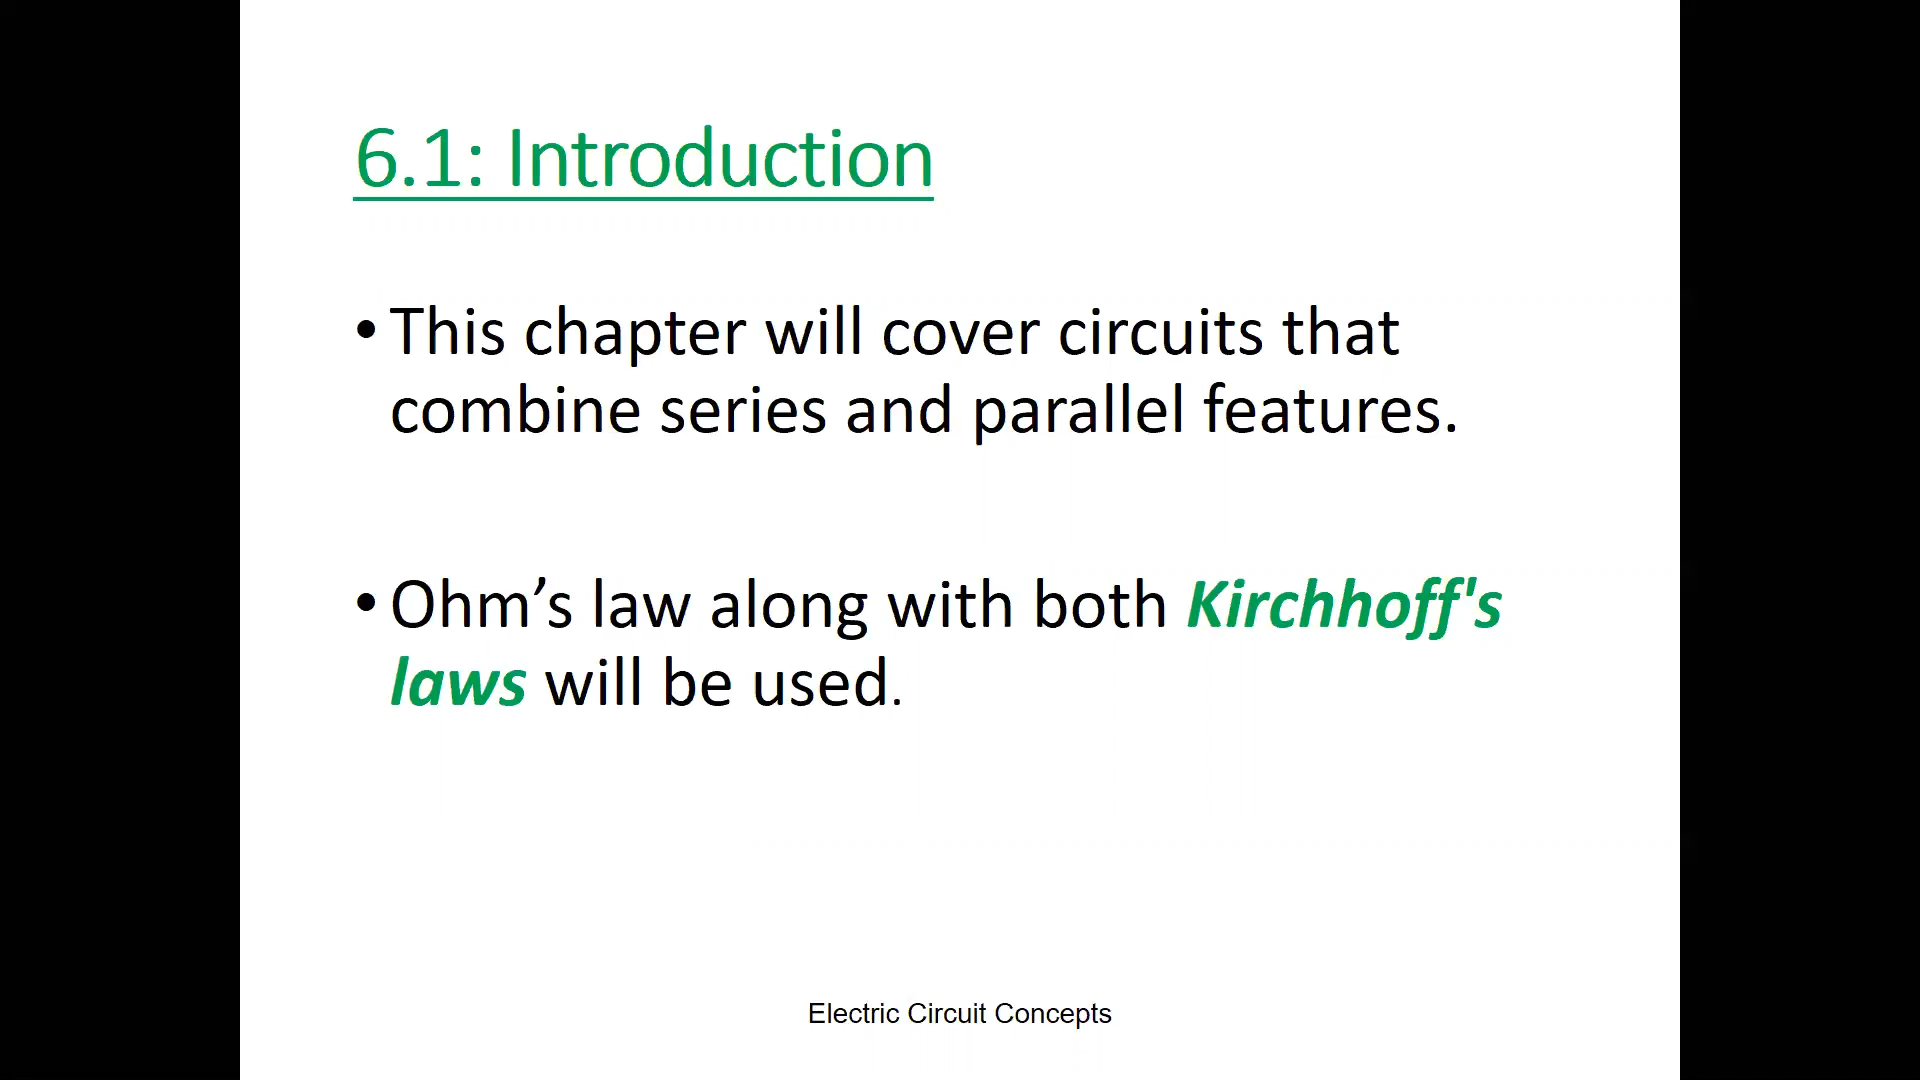 6.1: Introduction
• This chapter will cover circuits that
combine series and parallel features.
• Ohm’s law along with both Kirchhoff's
laws will be used.
Electric Circuit Concepts